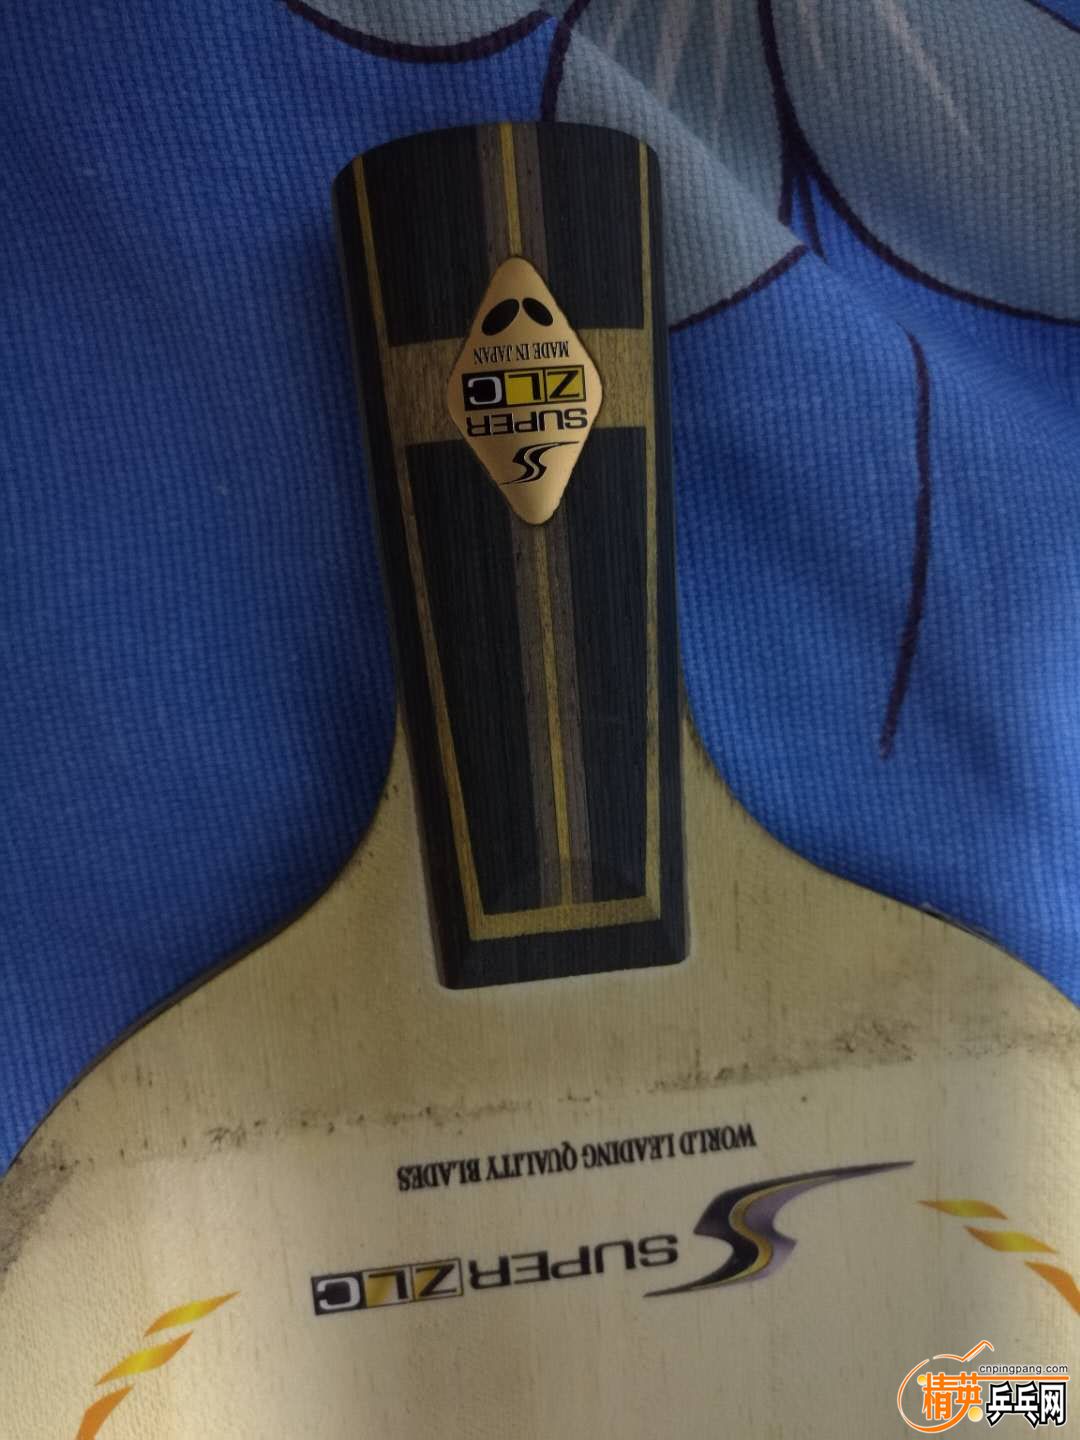 MADE IN JAPAN
ZLC
SUPER
WORLD LEADING QUALITY BLADES
SUPER ZLC
cnpingpang.com
精英乒乓网